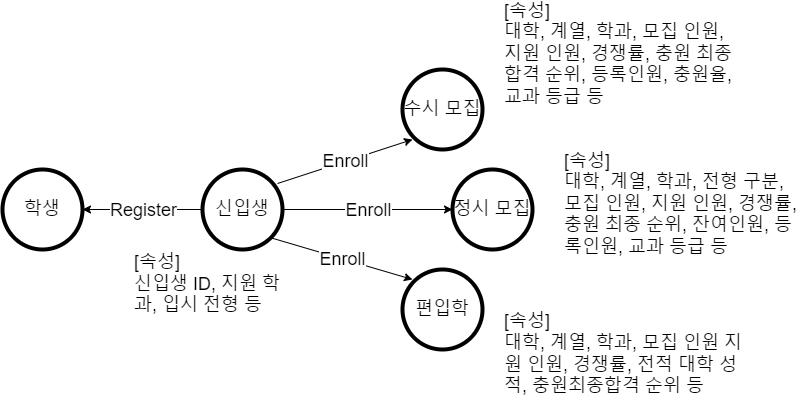 [속성]
대학, 계열, 학과, 모집 인원,
지원 인원, 경쟁률, 충원 최종
합격 순위, 등록인원, 충원율,
교과 등급 등
수시 모집
Enroll
[속성]
대학, 계열, 학과, 전형 구분,
모집 인원, 지원 인원, 경쟁률,
충원 최종 순위, 잔여인원, 등
록인원, 교과 등급 등
학생
Register
신입생
Enroll
정시 모집
[속성]
신입생 ID, 지원 학
과, 입시 전형 등
Enroll
편입학
[속성]
대학, 계열, 학과, 모집 인원 지
원 인원, 경쟁률, 전적 대학 성
적, 충원최종합격 순위 등